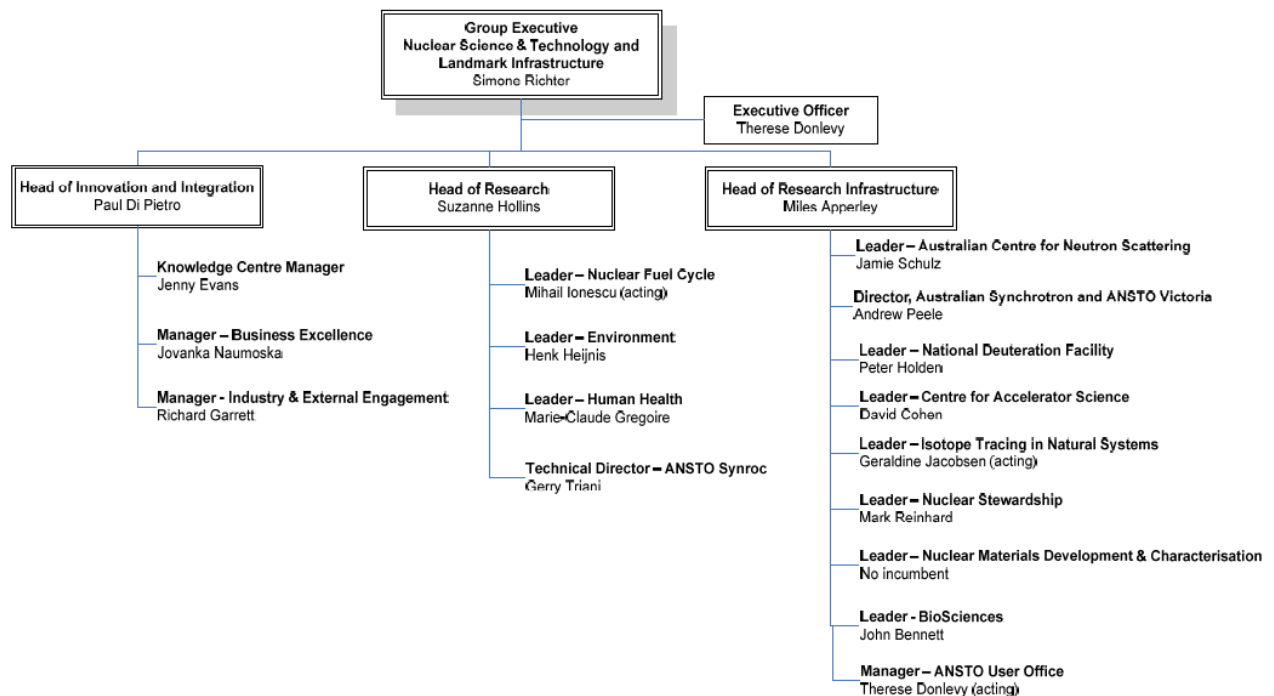 Group Executive
Nuclear Science & Technology and
Landmark Infrastructure
Simone Richter
Executive Officer
Therese Donlevy
Head of Innovation and Integration
Paul Di Pietro
Knowledge Centre Manager
Jenny Evans
Manager – Business Excellence
Jovanka Naumoska
Manager - Industry & External Engagement
Richard Garrett
Head of Research
Suzanne Hollins
Leader – Nuclear Fuel Cycle
Mihail Ionescu (acting)
Leader – Environment
Henk Heijnis
Leader – Human Health
Marie-Claude Gregoire
Technical Director – ANSTO Synroc
Gerry Triani
Head of Research Infrastructure
Miles Apperley
Leader – Australian Centre for Neutron Scattering
Jamie Schulz
Director, Australian Synchrotron and ANSTO Victoria
Andrew Peele
Leader – National Deuteration Facility
Peter Holden
Leader – Centre for Accelerator Science
David Cohen
Leader – Isotope Tracing in Natural Systems
Geraldine Jacobsen (acting)
Leader – Nuclear Stewardship
Mark Reinhard
Leader – Nuclear Materials Development & Characterisation
No incumbent
Leader - BioSciences
John Bennett
Manager – ANSTO User Office
Therese Donlevy (acting)